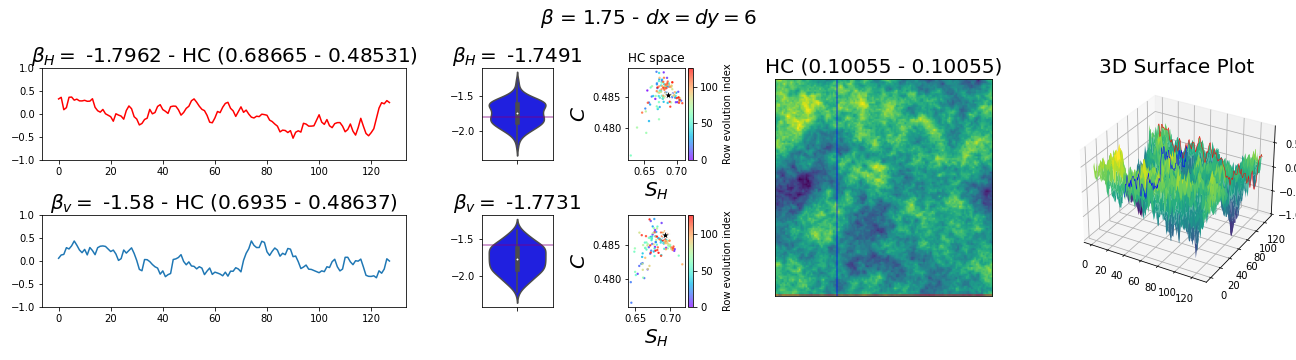 β = 1.75 - dx = dy = 6
β_H = -1.7962 - HC (0.68665 - 0.48531)
1.0
0.5
0.0
−0.5
−1.0
0 20 40 60 80 100 120
β_H = -1.7491
−1.5
−2.0
HC space
C
0.485
0.480
0.65 0.70
S_H
100
50
0
Row evolution index
β_v = -1.58 - HC (0.6935 - 0.48637)
1.0
0.5
0.0
−0.5
−1.0
0 20 40 60 80 100 120
β_v = -1.7731
−1.5
−2.0
C
0.485
0.480
0.65 0.70
S_H
100
50
0
Row evolution index
HC (0.10055 - 0.10055)
3D Surface Plot
0.5
0.0
−0.5
−1.0
0 20 40 60 80 100 120
0 20 40 60 80 100 120